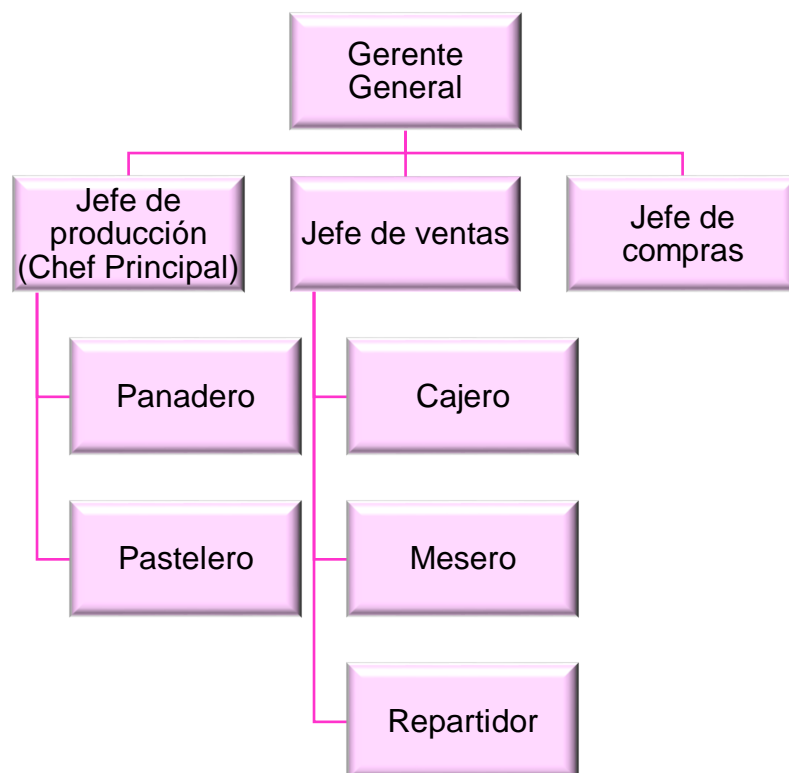 Gerente
General
Jefe de
producción
(Chef Principal)
Jefe de ventas
Jefe de
compras
Panadero
Cajero
Pastelero
Mesero
Repartidor